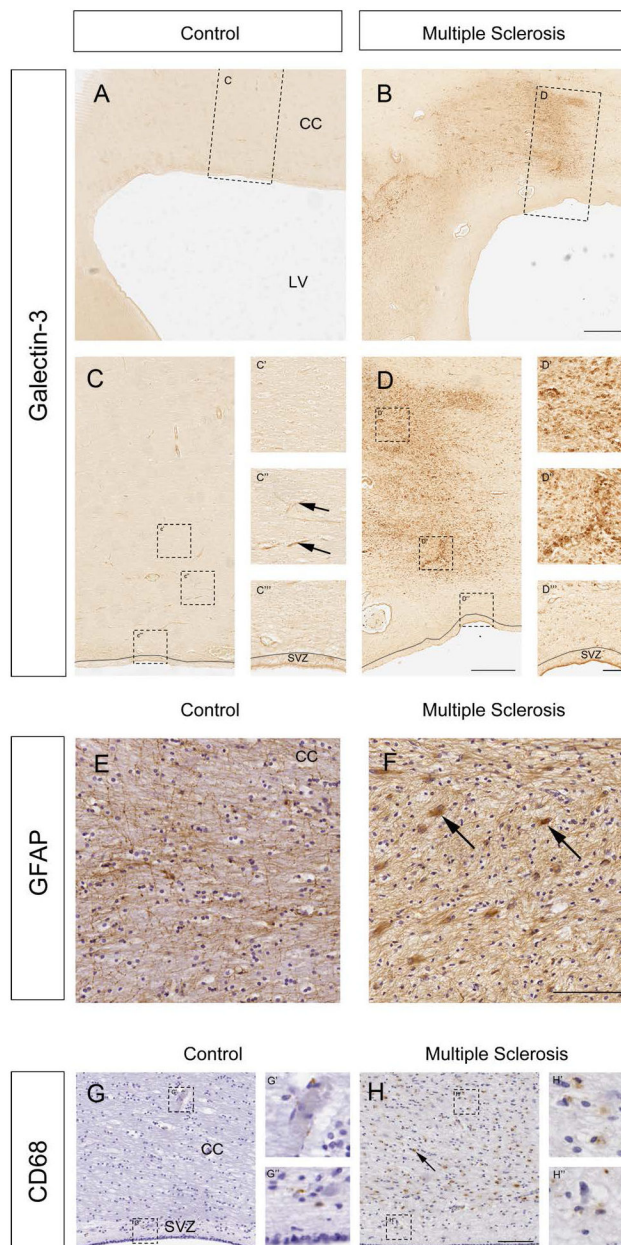 Control
Multiple Sclerosis
Galectin-3
A
C
CC
LV
B
D
C
C'
C''
C'''
SVZ
D
D'
D''
D'''
SVZ
Control
Multiple Sclerosis
GFAP
E
CC
F
Control
Multiple Sclerosis
CD68
G
CC
SVZ
G'
G''
H
H'
H''